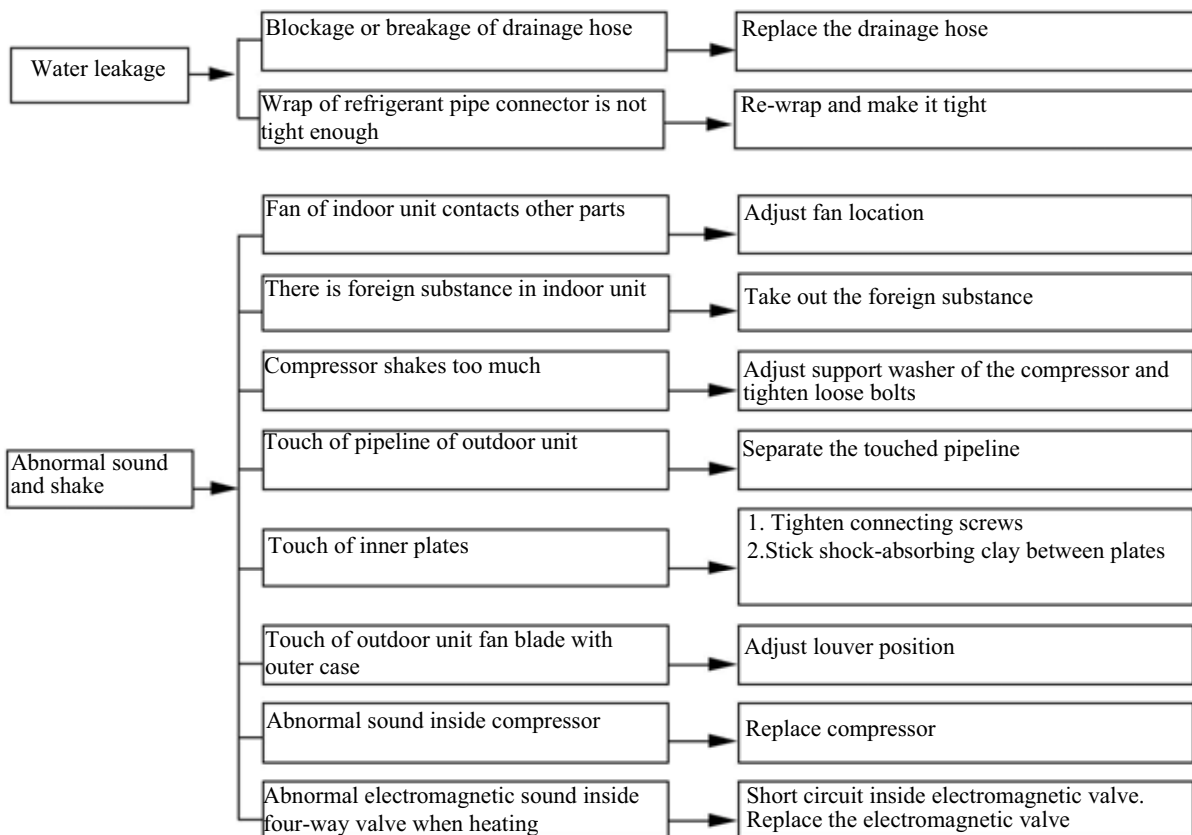 Water leakage
Blockage or breakage of drainage hose
Replace the drainage hose
Wrap of refrigerant pipe connector is not
tight enough
Re-wrap and make it tight
Abnormal sound
and shake
Fan of indoor unit contacts other parts
Adjust fan location
There is foreign substance in indoor unit
Take out the foreign substance
Compressor shakes too much
Adjust support washer of the compressor and
tighten loose bolts
Touch of pipeline of outdoor unit
Separate the touched pipeline
Touch of inner plates
1. Tighten connecting screws
2.Stick shock-absorbing clay between plates
Touch of outdoor unit fan blade with
outer case
Adjust louver position
Abnormal sound inside compressor
Replace compressor
Abnormal electromagnetic sound inside
four-way valve when heating
Short circuit inside electromagnetic valve.
Replace the electromagnetic valve